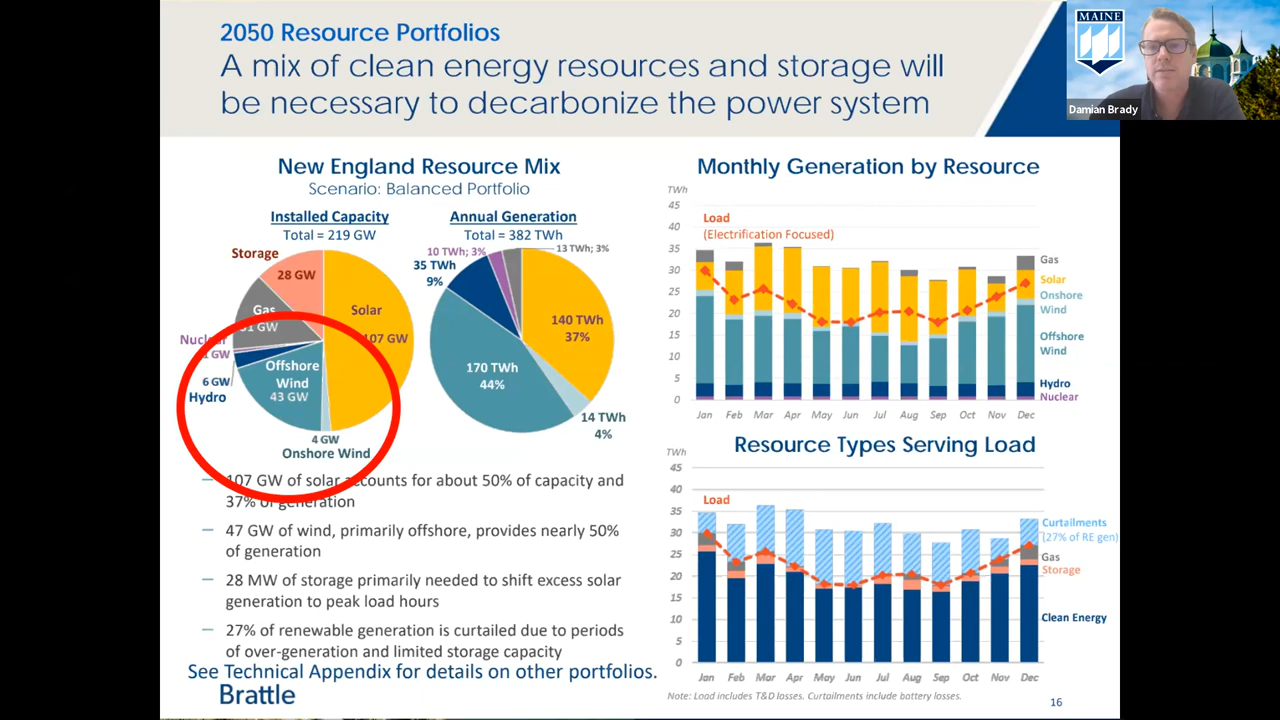 2050 Resource Portfolios
A mix of clean energy resources and storage will
be necessary to decarbonize the power system
MAINE
Damian Brady
New England Resource Mix
Scenario: Balanced Portfolio
Installed Capacity
Total = 219 GW
Storage
28 GW
Gas
31 GW
Solar
107 GW
Nuclear
1 GW
6 GW
Hydro
Offshore
Wind
43 GW
4 GW
Onshore Wind
Annual Generation
Total = 382 TWh
10 TWh; 3%
13 TWh; 3%
35 TWh
9%
140 TWh
37%
170 TWh
44%
14 TWh
4%
— 107 GW of solar accounts for about 50% of capacity and
37% of generation
— 47 GW of wind, primarily offshore, provides nearly 50%
of generation
— 28 MW of storage primarily needed to shift excess solar
generation to peak load hours
— 27% of renewable generation is curtailed due to periods
of over-generation and limited storage capacity
See Technical Appendix for details on other portfolios.
Brattle
Monthly Generation by Resource
TWh
45
40
35
30
25
20
15
10
5
0
Load
(Electrification Focused)
Gas
Solar
Onshore
Wind
Offshore
Wind
Hydro
Nuclear
Jan Feb Mar Apr May Jun Jul Aug Sep Oct Nov Dec
Resource Types Serving Load
TWh
45
40
35
30
25
20
15
10
5
0
Load
Curtailments
(27% of RE gen)
Gas
Storage
Clean Energy
Jan Feb Mar Apr May Jun Jul Aug Sep Oct Nov Dec
Note: Load includes T&D losses. Curtailments include battery losses.
16